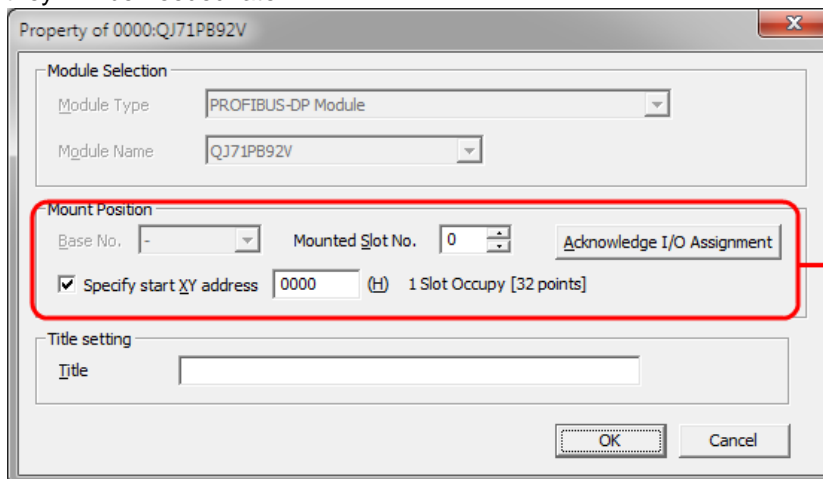 Property of 0000:QJ71PB92V
Module Selection
Module Type PROFIBUS-DP Module
Module Name QJ71PB92V
Mount Position
Base No. - Mounted Slot No. 0 Acknowledge I/O Assignment
Specify start XY address 0000 (H) 1 Slot Occupy [32 points]
Title setting
Title
OK Cancel